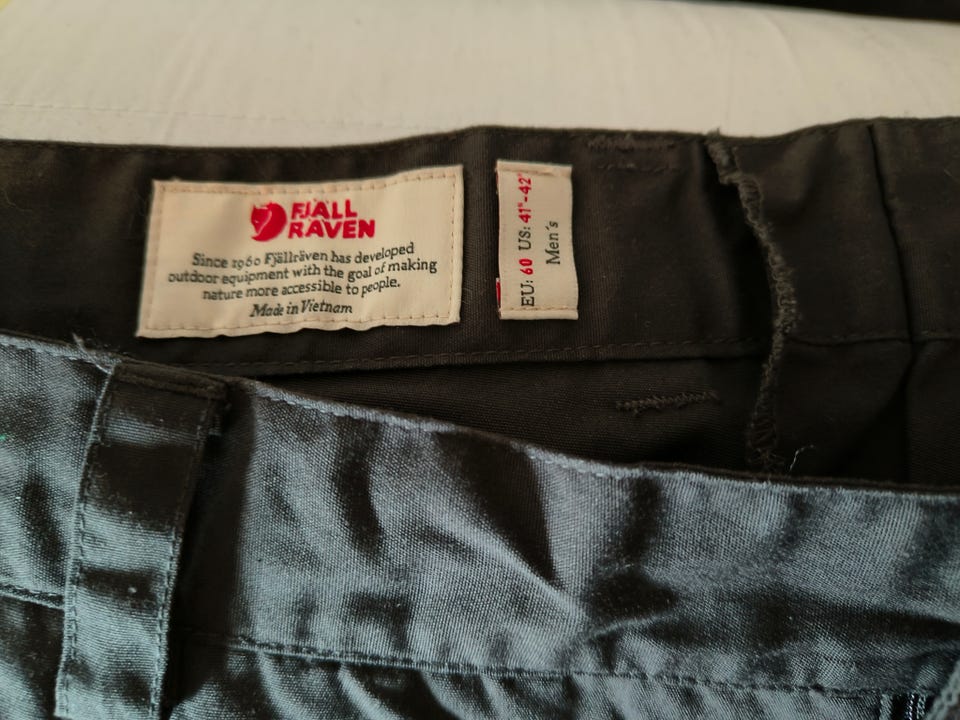 FJÄLL
RÄVEN
Since 1960 Fjällräven has developed
outdoor equipment with the goal of making
nature more accessible to people.
Made in Vietnam
EU: 60 US: 41"-42"
Men´s